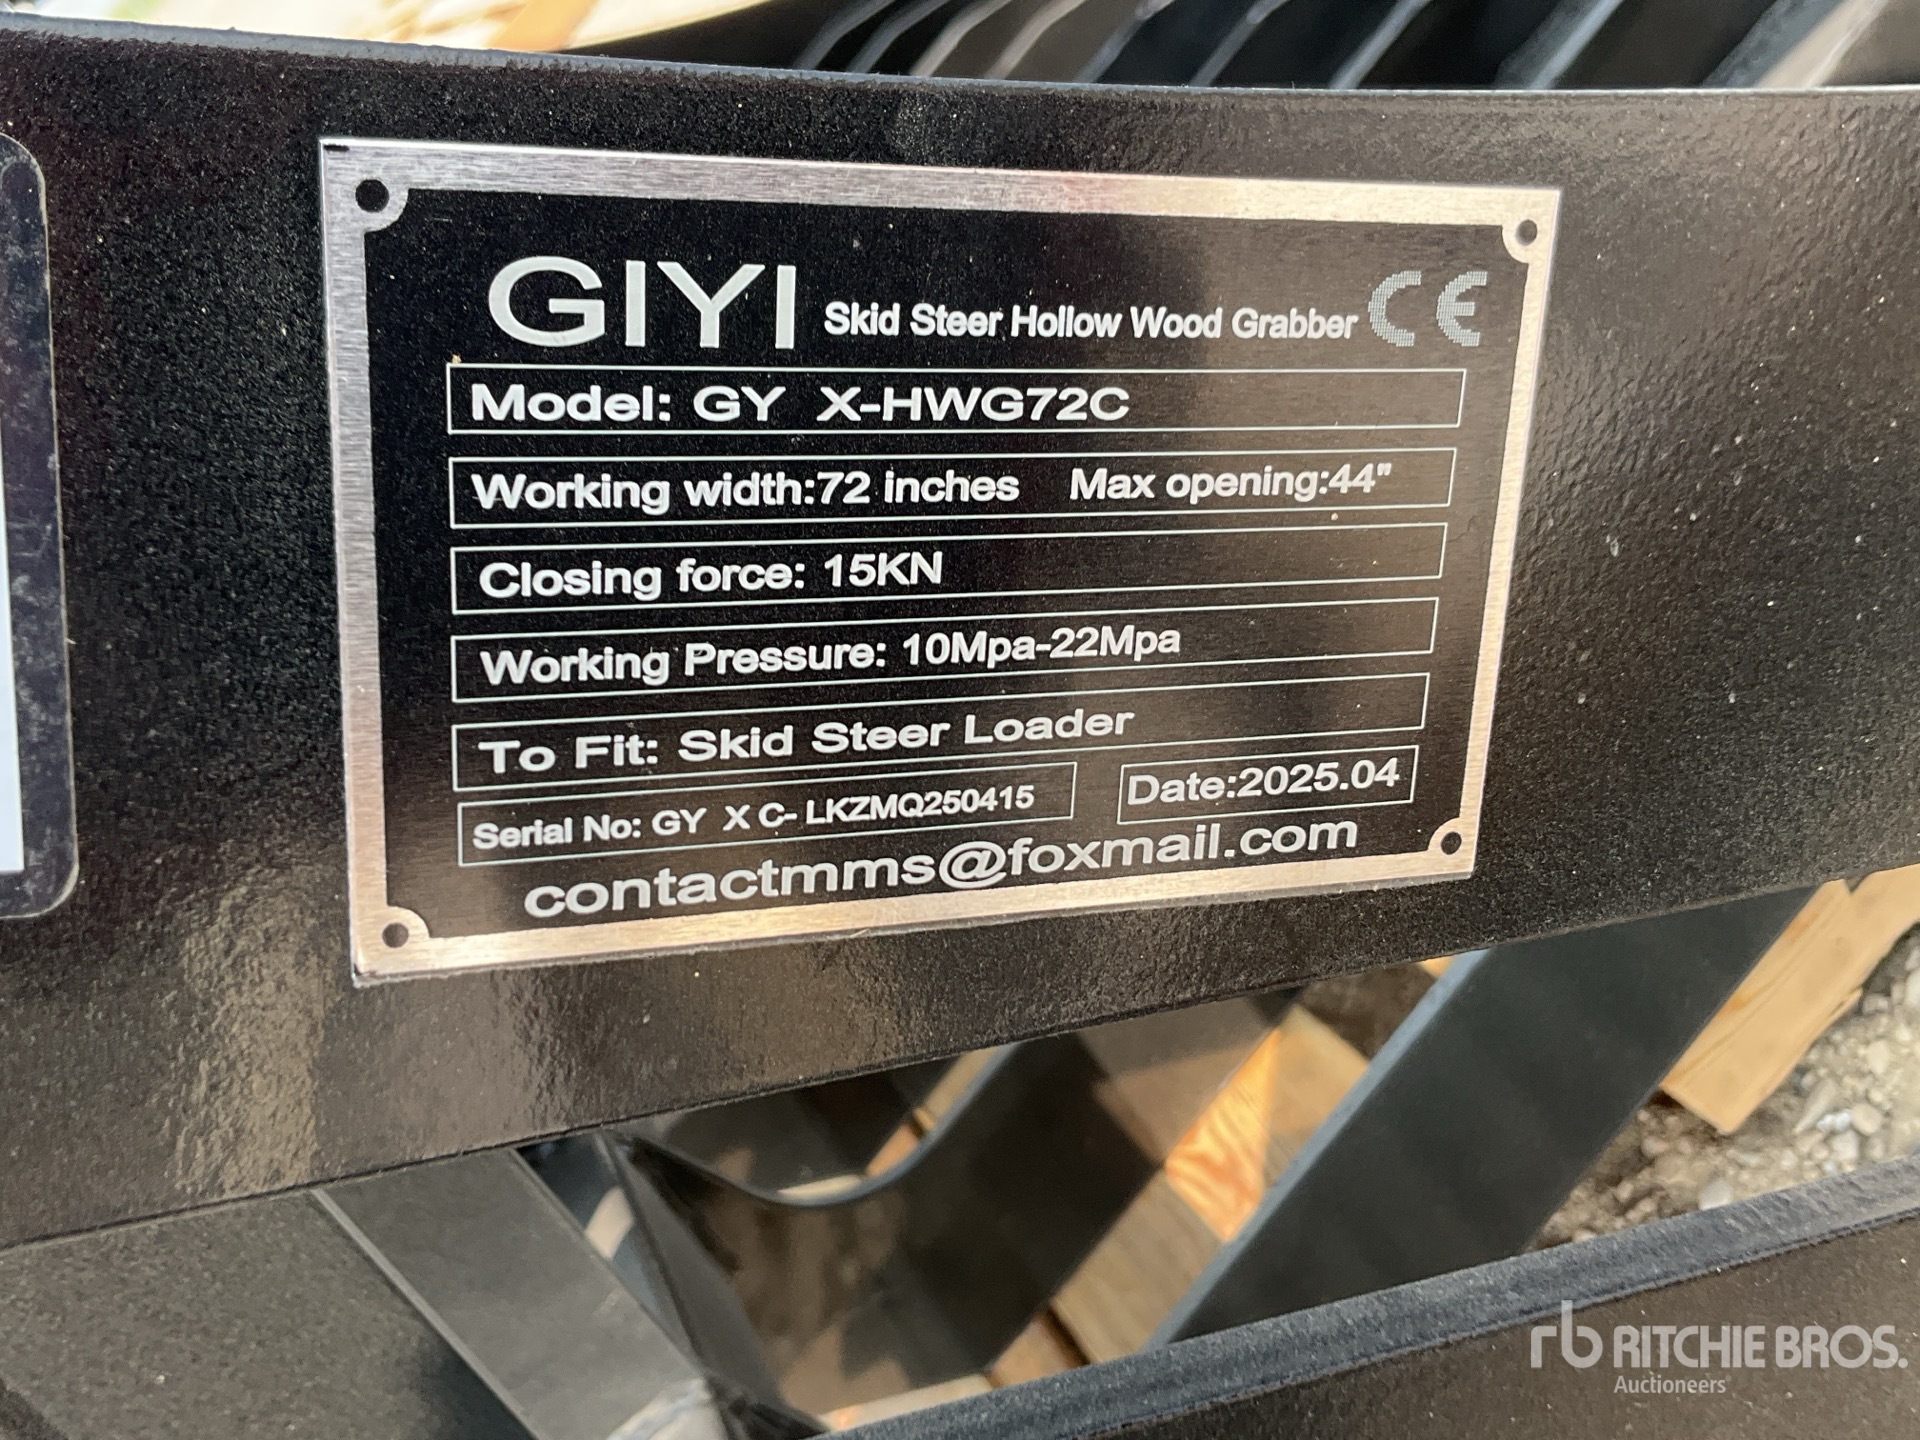 GIYI Skid Steer Hollow Wood Grabber CE
Model: GY X-HWG72C
Working width:72 inches Max opening:44"
Closing force: 15KN
Working Pressure: 10Mpa-22Mpa
To Fit: Skid Steer Loader
Serial No: GY X C- LKZMQ250415 Date:2025.04
contactmms@foxmail.com
rb RITCHIE BROS.
Auctioneers